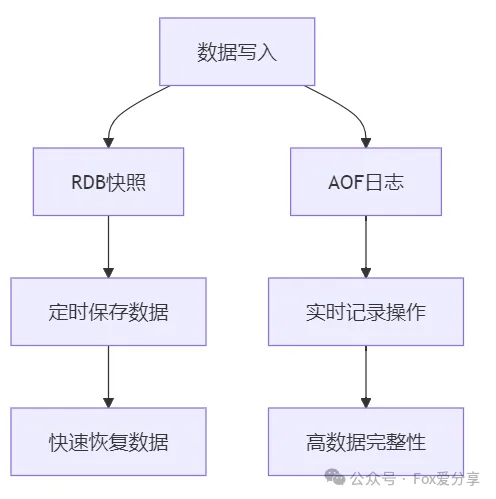 数据写入
RDB快照
AOF日志
定时保存数据
实时记录操作
快速恢复数据
高数据完整性
公众号 · Fox爱分享